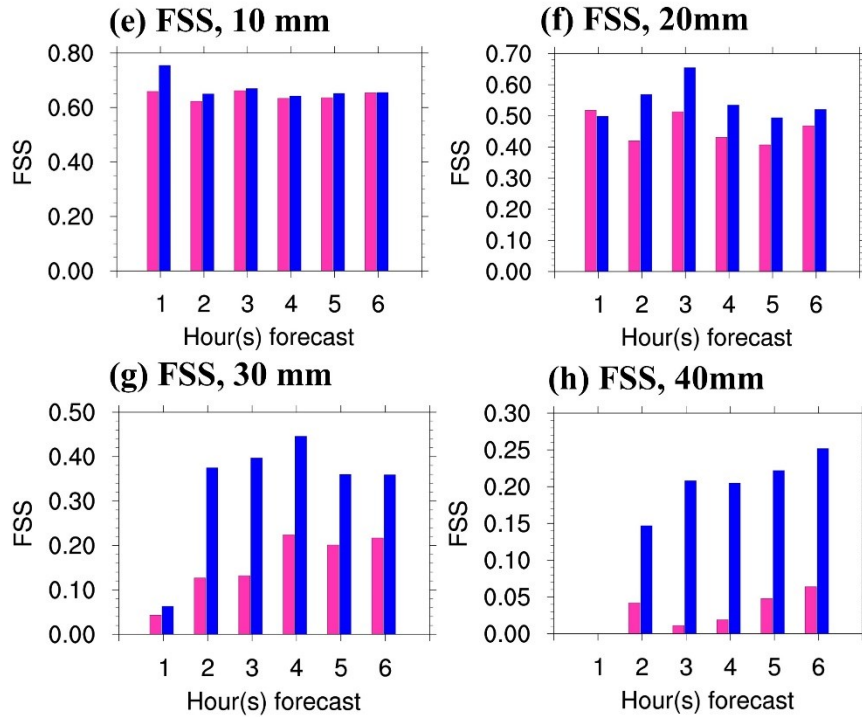 (e) FSS, 10 mm
0.80
0.60
0.40
0.20
0.00
FSS
1 2 3 4 5 6
Hour(s) forecast
(f) FSS, 20mm
0.70
0.60
0.50
0.40
0.30
0.20
0.10
0.00
FSS
1 2 3 4 5 6
Hour(s) forecast
(g) FSS, 30 mm
0.50
0.40
0.30
0.20
0.10
0.00
FSS
1 2 3 4 5 6
Hour(s) forecast
(h) FSS, 40mm
0.30
0.25
0.20
0.15
0.10
0.05
0.00
FSS
1 2 3 4 5 6
Hour(s) forecast